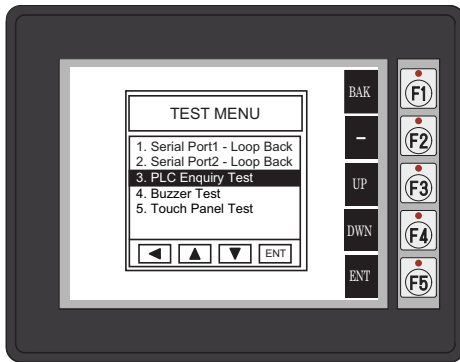 TEST MENU
1. Serial Port1 - Loop Back
2. Serial Port2 - Loop Back
3. PLC Enquiry Test
4. Buzzer Test
5. Touch Panel Test
ENT
BAK
–
UP
DWN
ENT
F1
F2
F3
F4
F5